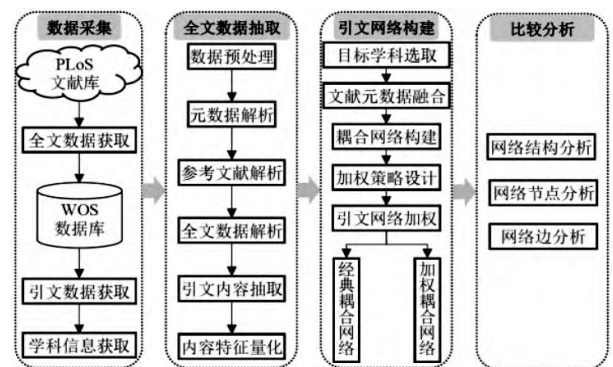 数据采集
PLoS
文献库
全文数据获取
WOS
数据库
引文数据获取
学科信息获取
全文数据抽取
数据预处理
元数据解析
参考文献解析
全文数据解析
引文内容抽取
内容特征量化
引文网络构建
目标学科选取
文献元数据融合
耦合网络构建
加权策略设计
引文网络加权
经典耦合网络
加权耦合网络
比较分析
网络结构分析
网络节点分析
网络边分析